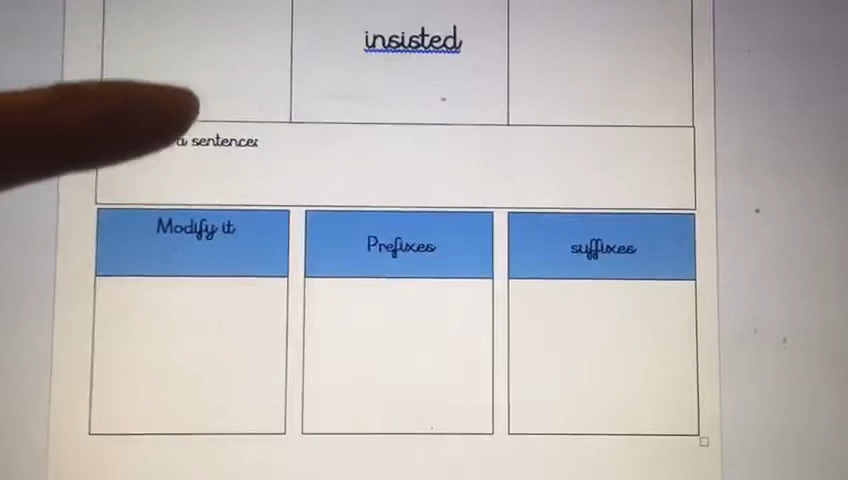 insisted
a sentence:
Modify it
Prefixes
suffixes